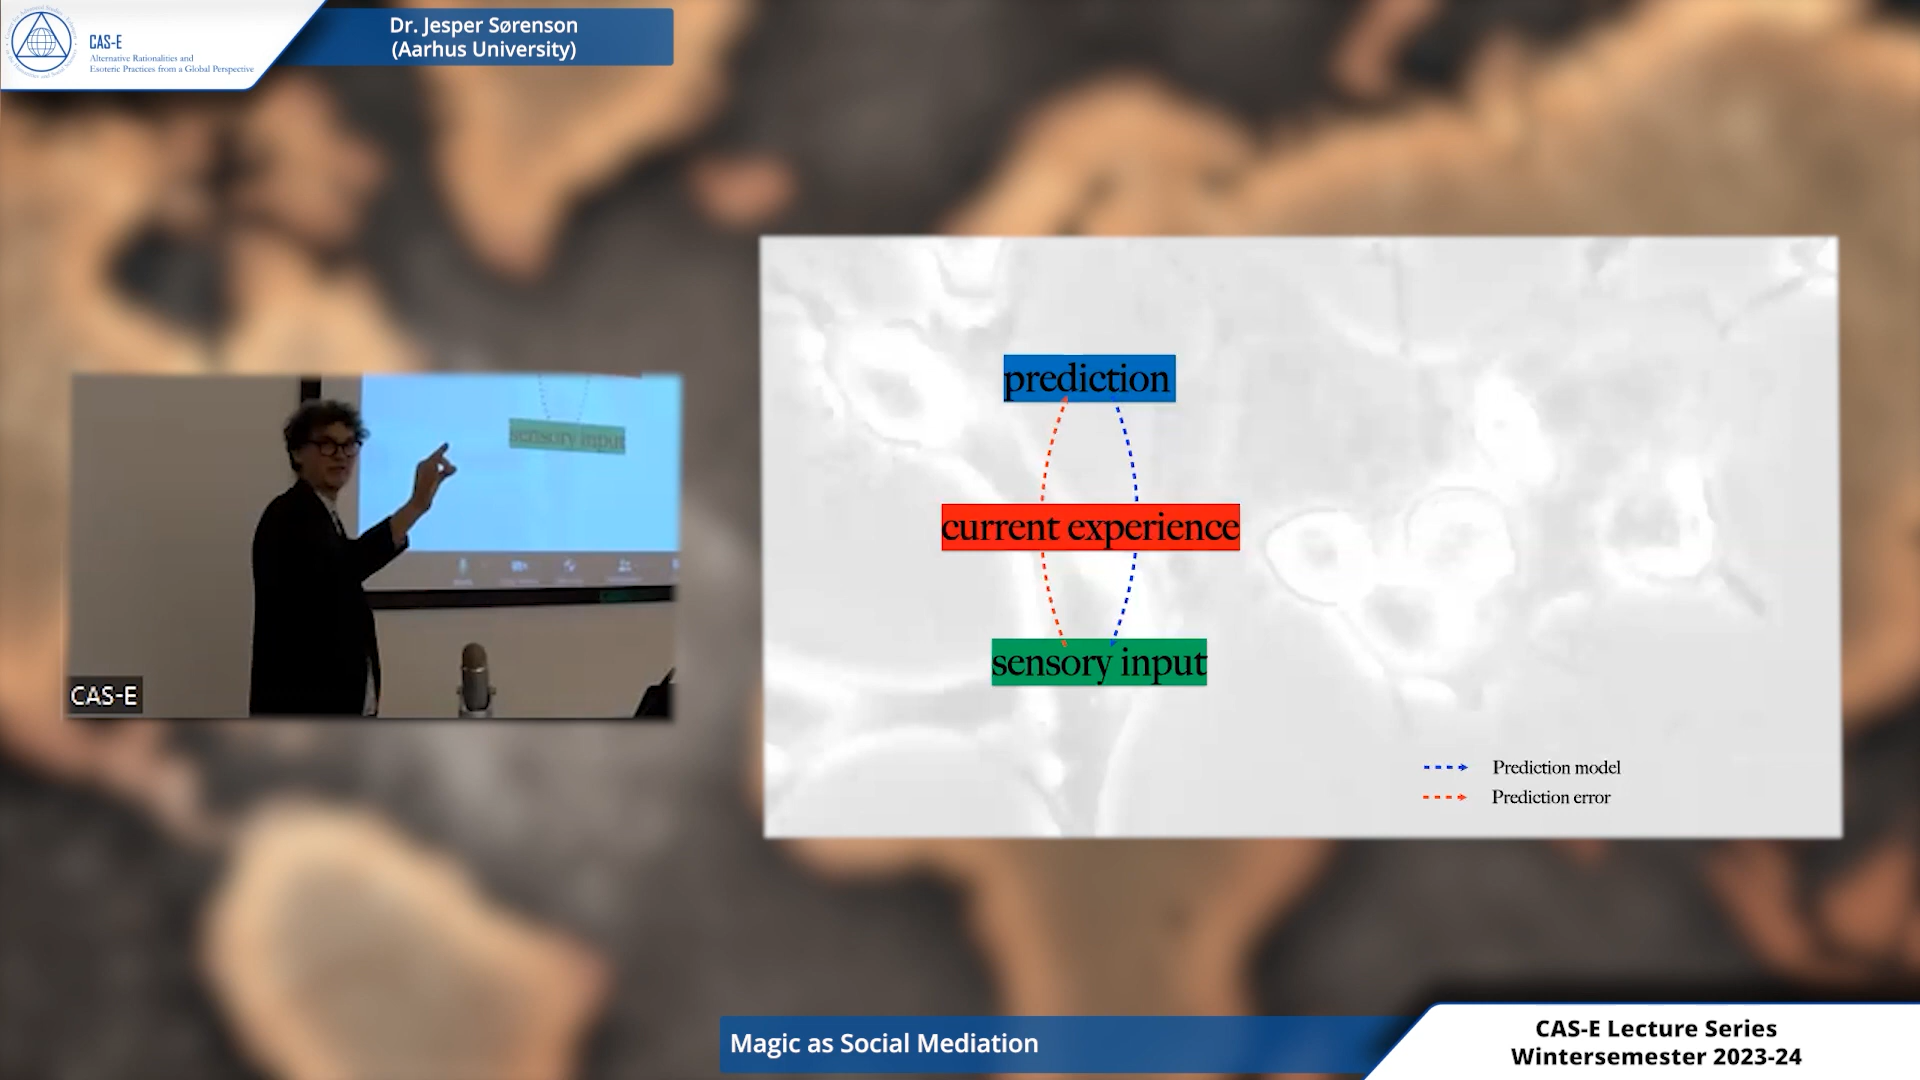 CAS-E
Alternative Rationalities and
Esoteric Practices from a Global Perspective
Dr. Jesper Sørenson
(Aarhus University)
sensory input
CAS-E
prediction
current experience
sensory input
Prediction model
Prediction error
Magic as Social Mediation
CAS-E Lecture Series
Wintersemester 2023-24